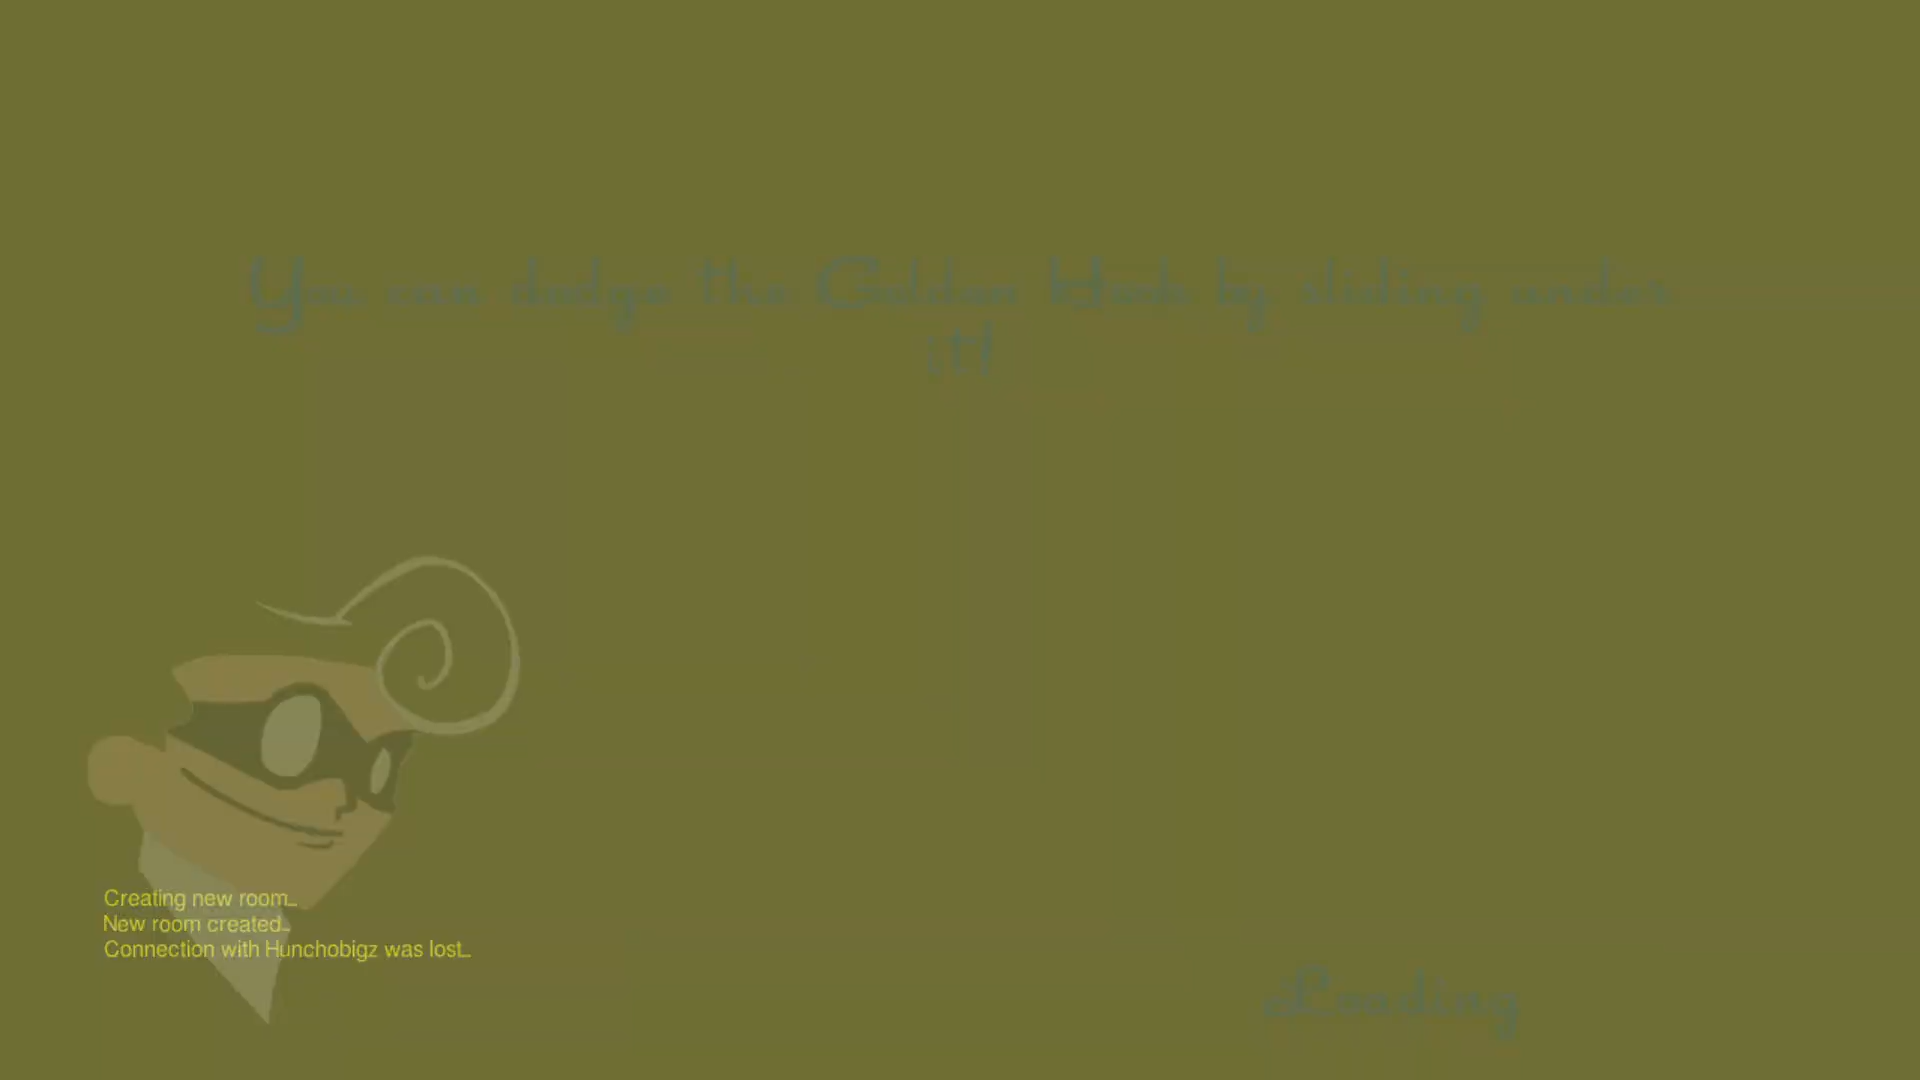 You can dodge the Golden Hook by sliding under
it!
Creating new room...
New room created...
Connection with Hunchobigz was lost...
Loading